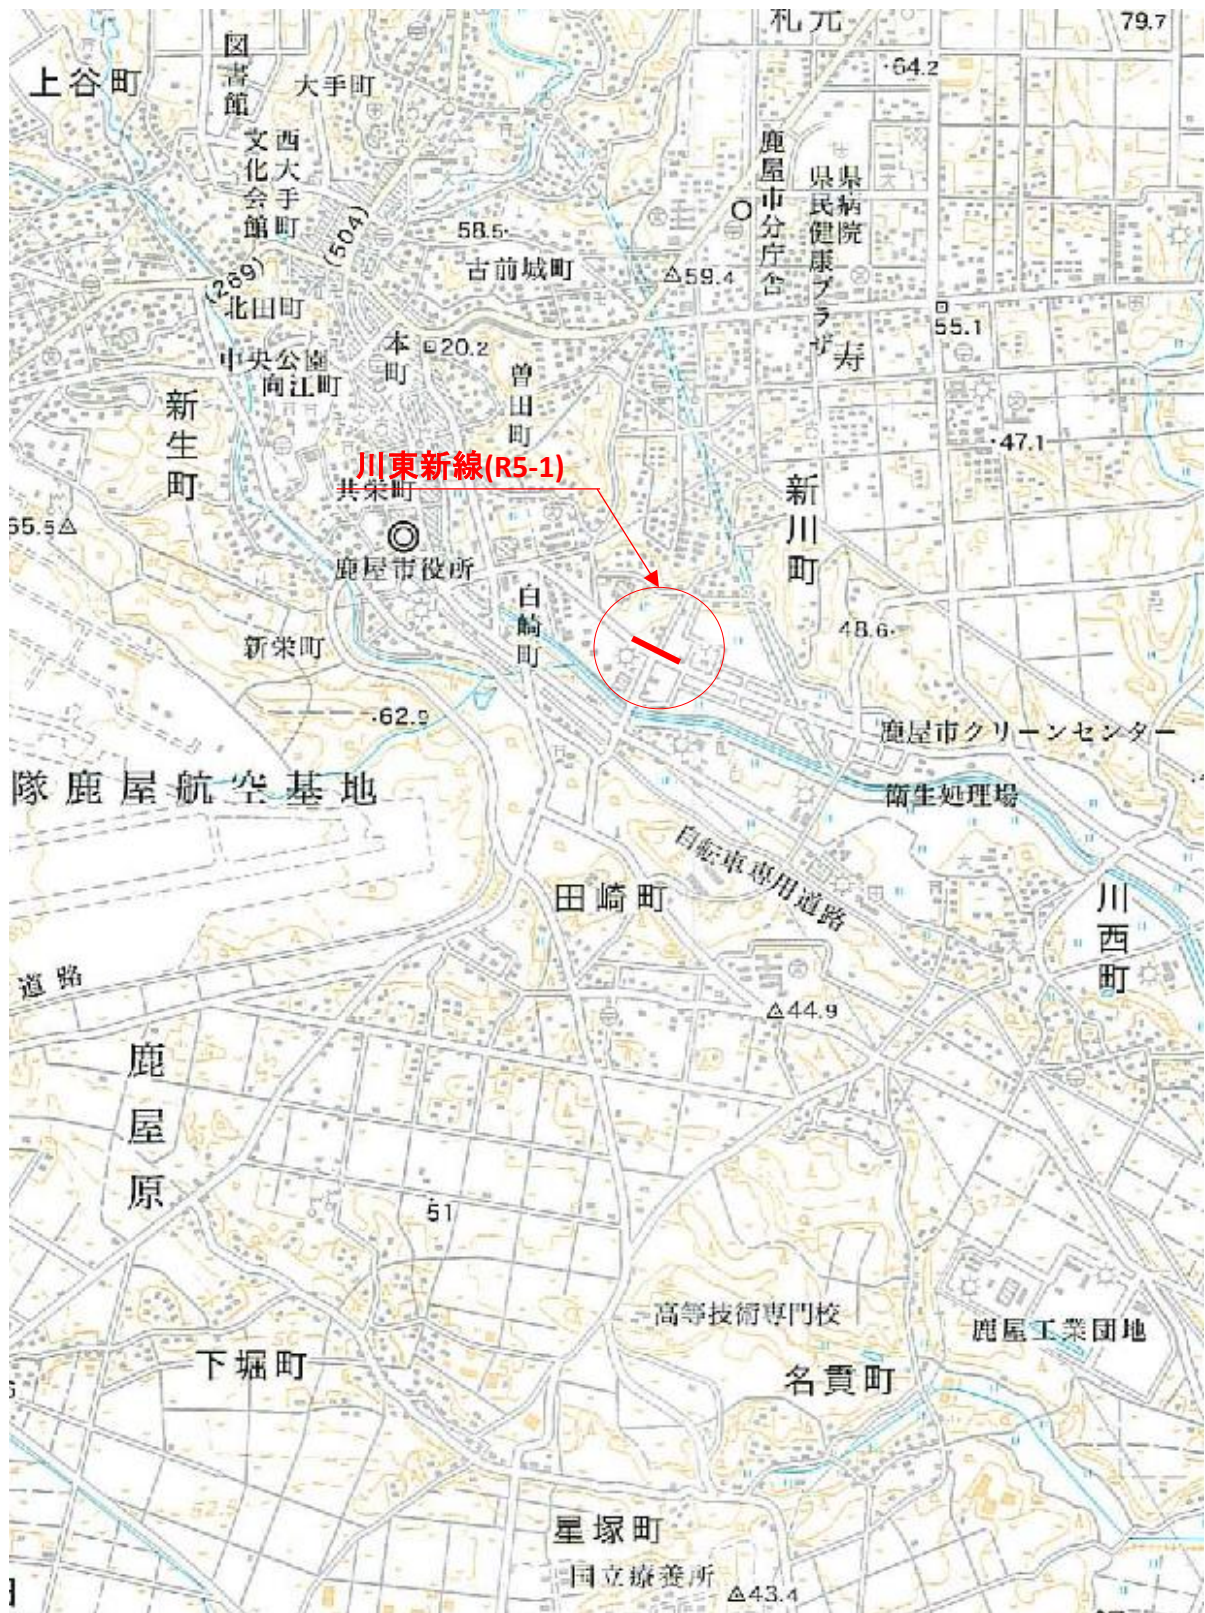 札元
79.7
図書館
上谷町
大手町
64.2
西大手町
文化会館
鹿屋市分庁舎
県病院
県民健康プラザ
(504)
58.5
古前城町
59.4
(269)
北田町
55.1
本町
20.2
中央公園
向江町
寿
曽田町
新生町
47.1
川東新線(R5-1)
共栄町
新川町
65.5
鹿屋市役所
白崎町
48.6
新栄町
62.9
鹿屋市クリーンセンター
隊鹿屋航空基地
衛生処理場
自転車専用道路
田崎町
川西町
道路
44.9
鹿屋原
51
高等技術専門校
鹿屋工業団地
下堀町
名貫町
星塚町
国立療養所
43.4